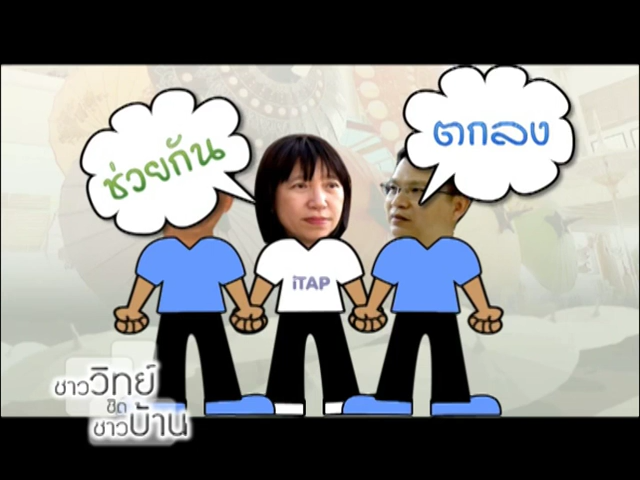 ช่วยกัน
ตกลง
iTAP
ชาววิทย์
ชิด
ชาวบ้าน